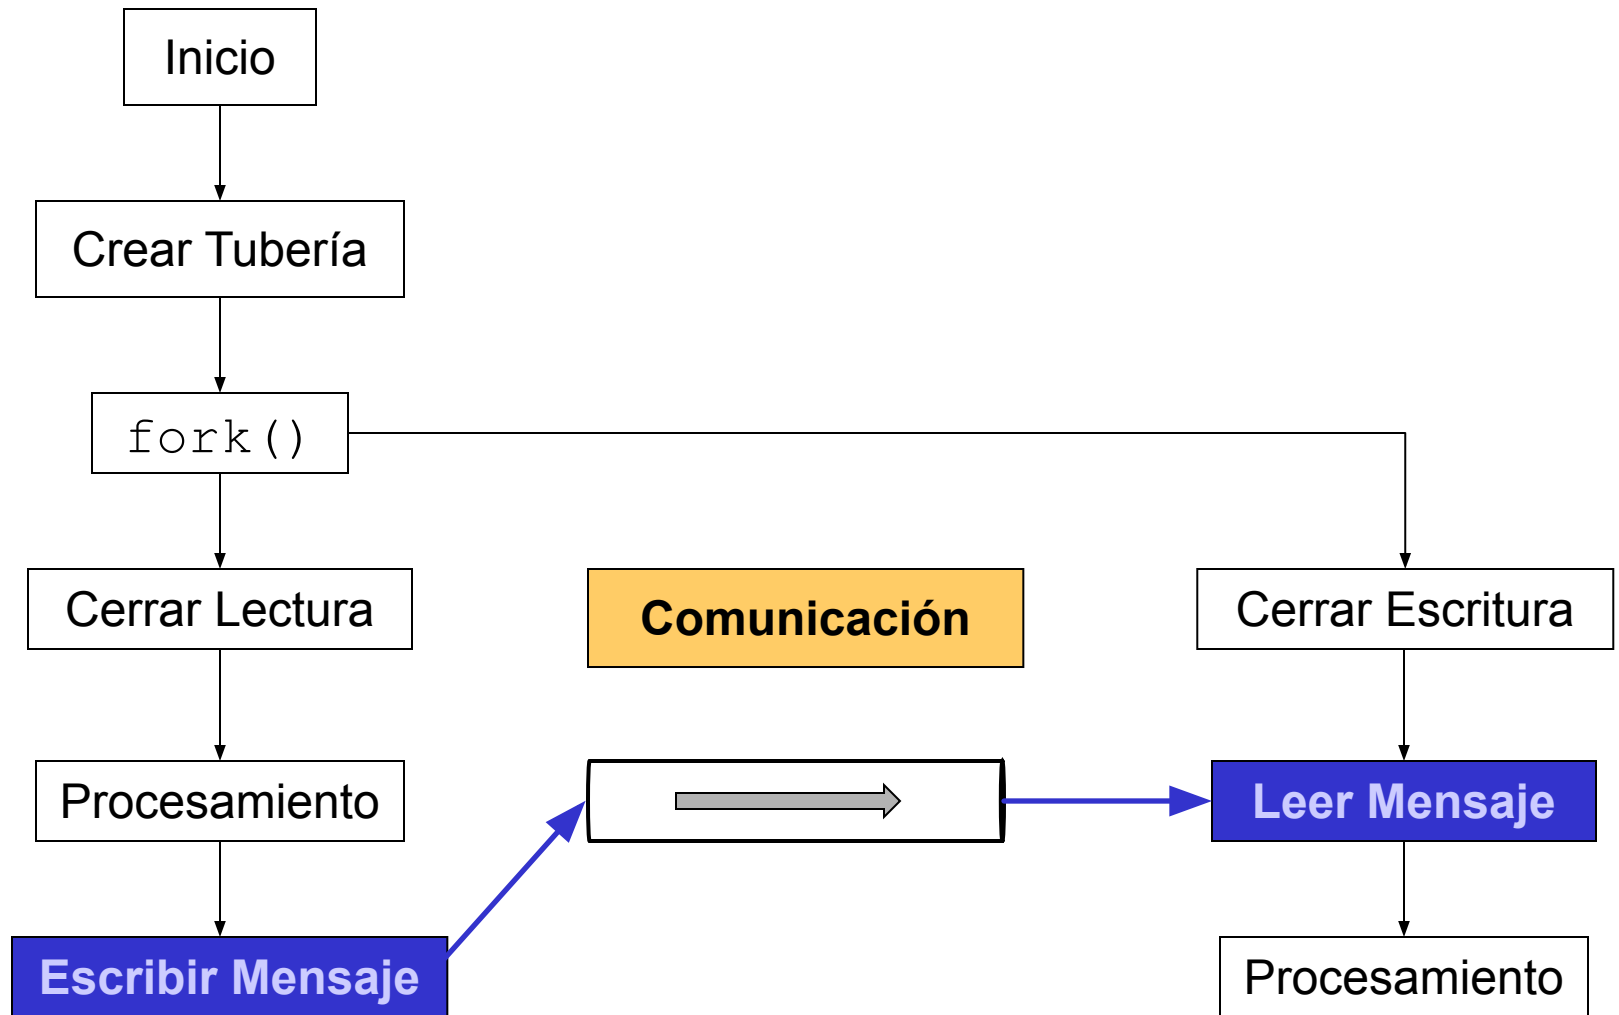 Inicio
Crear Tubería
fork()
Cerrar Lectura
Comunicación
Cerrar Escritura
Procesamiento
Leer Mensaje
Escribir Mensaje
Procesamiento